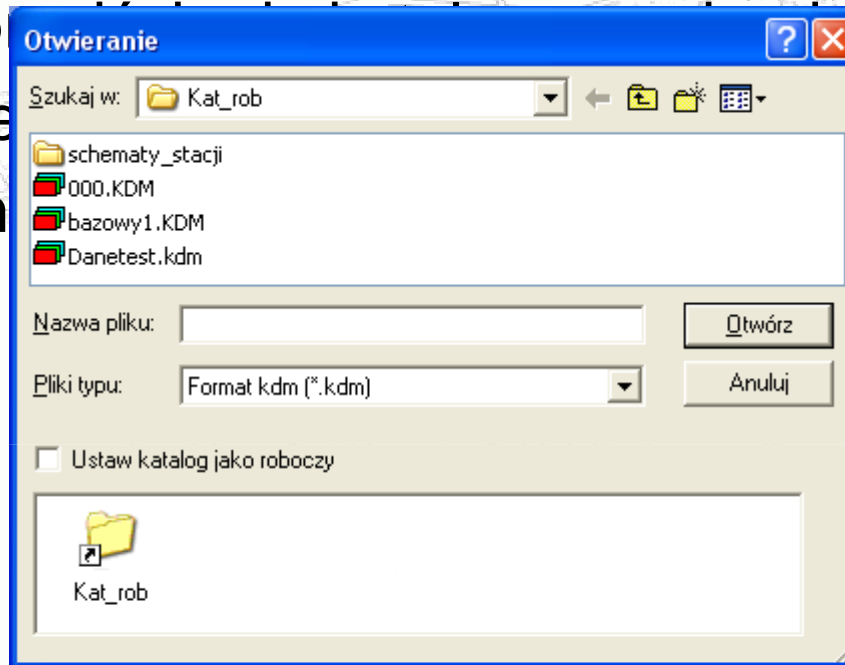 Otwieranie
Szukaj w: Kat_rob
schematy_stacji
000.KDM
bazowy1.KDM
Danetest.kdm
Nazwa pliku: Otwórz
Pliki typu: Format kdm (*.kdm) Anuluj
Ustaw katalog jako roboczy
Kat_rob